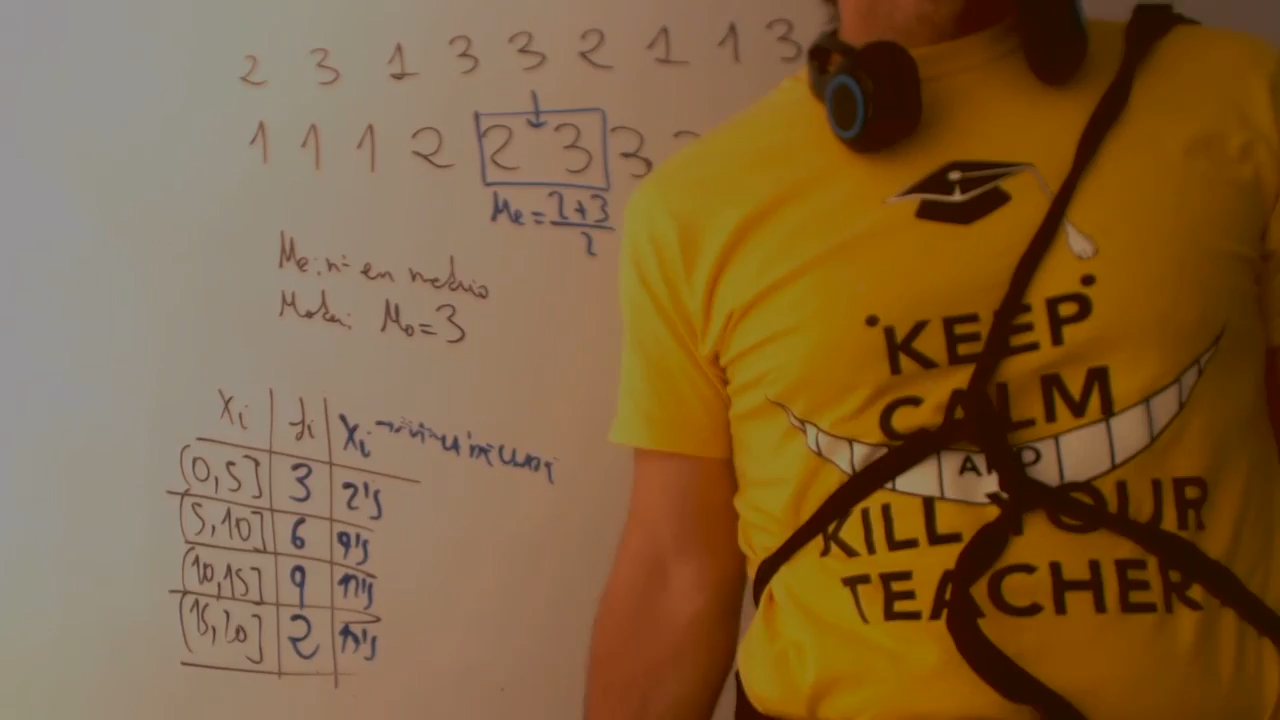 2 3 1 3 3 2 1 1 3
1 1 1 2 2 3 3
Me = 2+3/2
Me: nº en medio
Moda: Mo = 3
xi fi xi
(0,5] 3 2'5
(5,10] 6
(10,15] 9
(15,20] 2
KEEP
CALM
AND
KILL YOUR
TEACHER